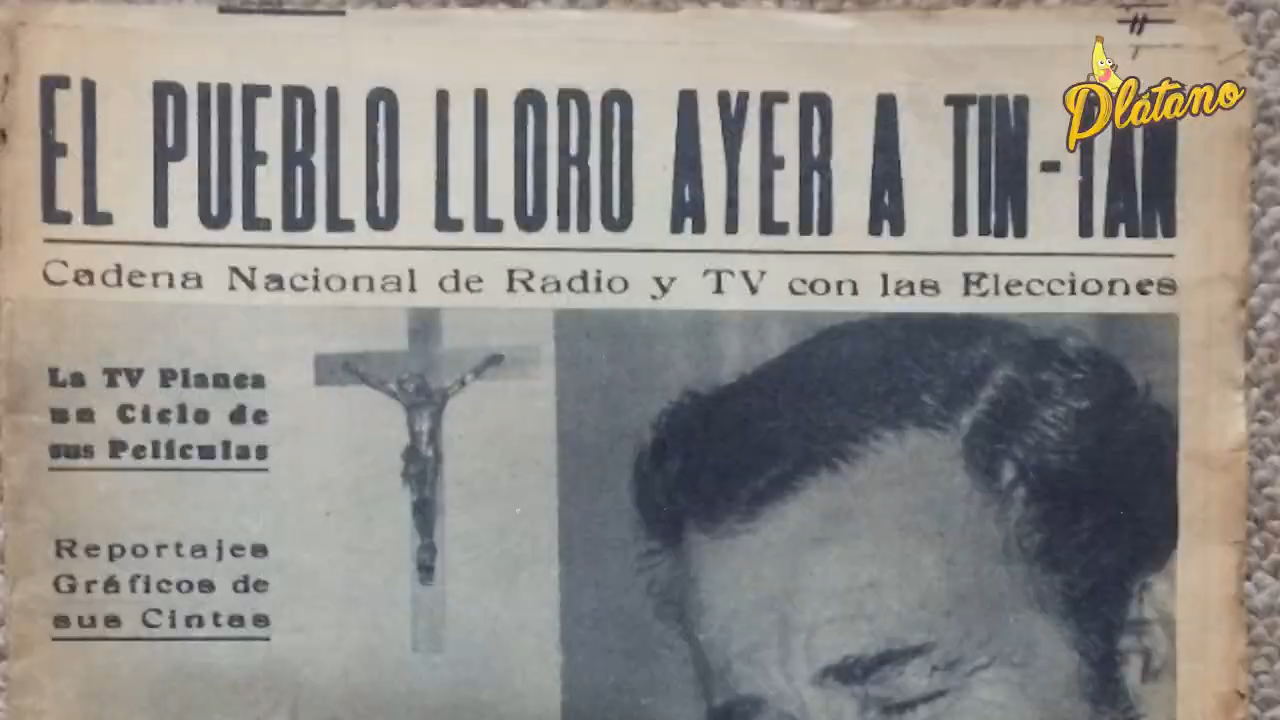 Platano
EL PUEBLO LLORO AYER A TIN-TAN
Cadena Nacional de Radio y TV con las Elecciones
La TV Planea
un Ciclo de
sus Películas
Reportajes
Gráficos de
sus Cintas